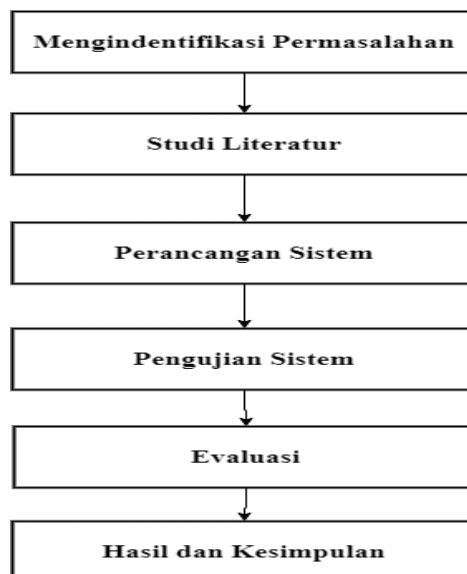 Mengindentifikasi Permasalahan
Studi Literatur
Perancangan Sistem
Pengujian Sistem
Evaluasi
Hasil dan Kesimpulan